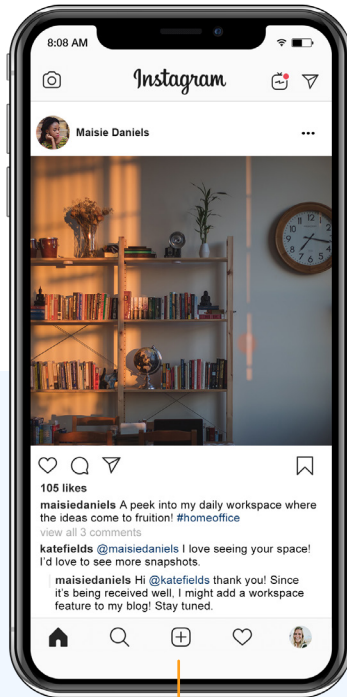 8:08 AM
Instagram
Maisie Daniels
105 likes
maisiedaniels A peek into my daily workspace where
the ideas come to fruition! #homeoffice
view all 3 comments
katefields @maisiedaniels I love seeing your space!
I'd love to see more snapshots.
maisiedaniels Hi @katefields thank you! Since
it's being received well, I might add a workspace
feature to my blog! Stay tuned.